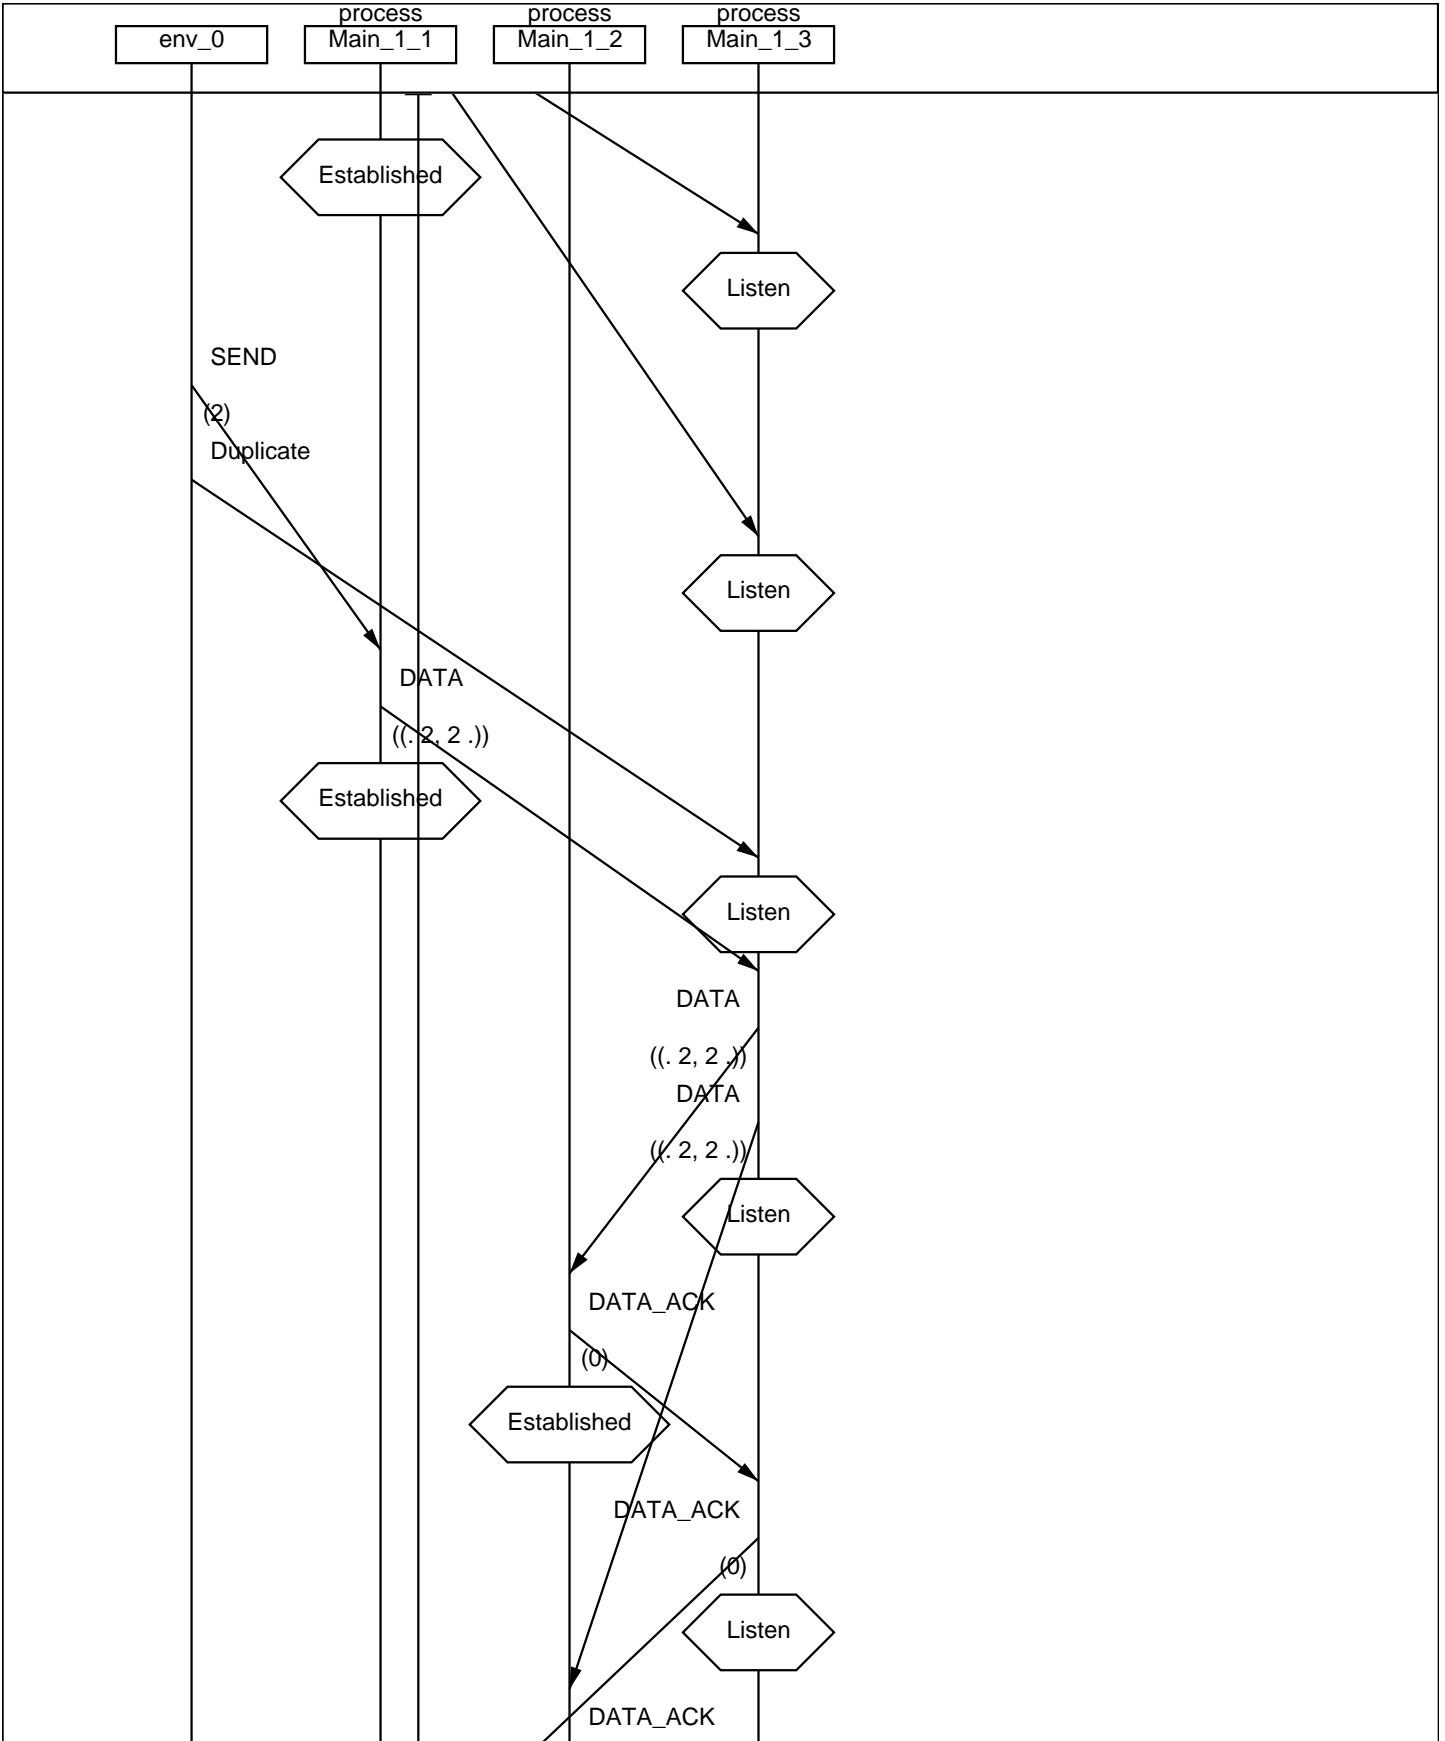 process process process
env_0 Main_1_1 Main_1_2 Main_1_3
Established
Listen
SEND
(2)
Duplicate
Listen
DATA
((. 2, 2 .))
Established
Listen
DATA
((. 2, 2 .))
DATA
((. 2, 2 .))
Listen
DATA_ACK
(0)
Established
DATA_ACK
(0)
Listen
DATA_ACK